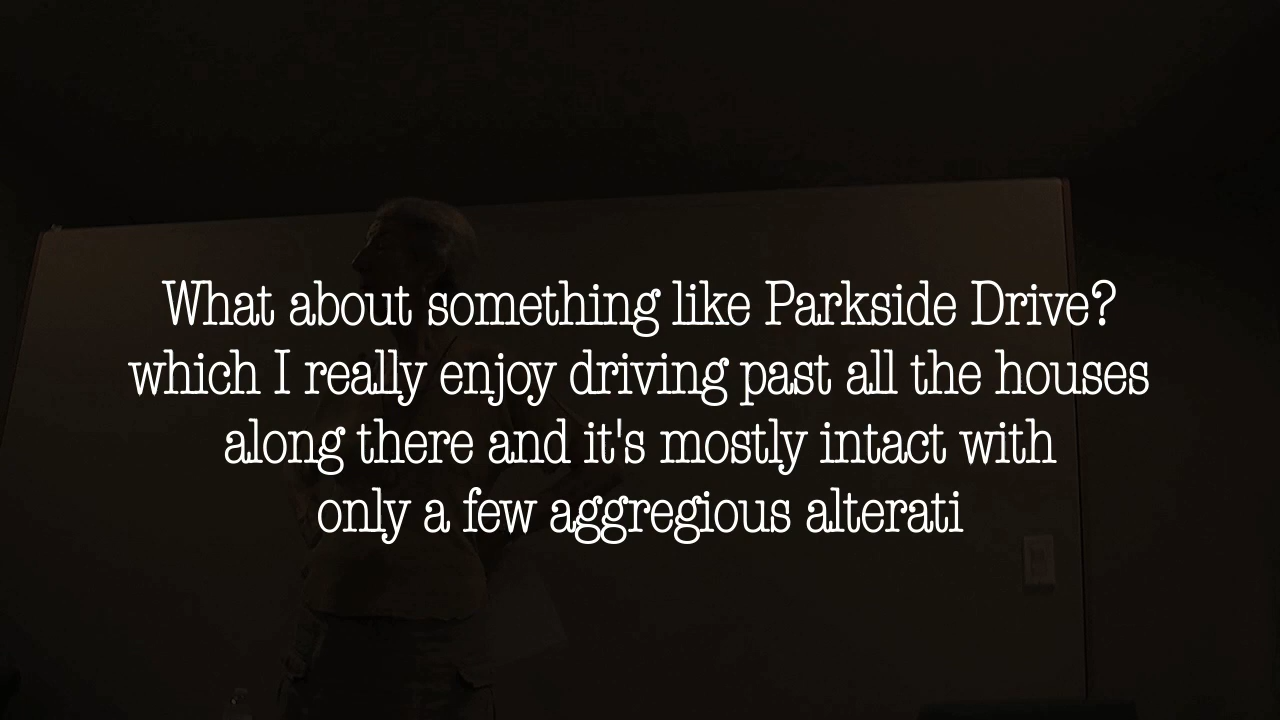 What about something like Parkside Drive?
which I really enjoy driving past all the houses
along there and it's mostly intact with
only a few aggregious alterati